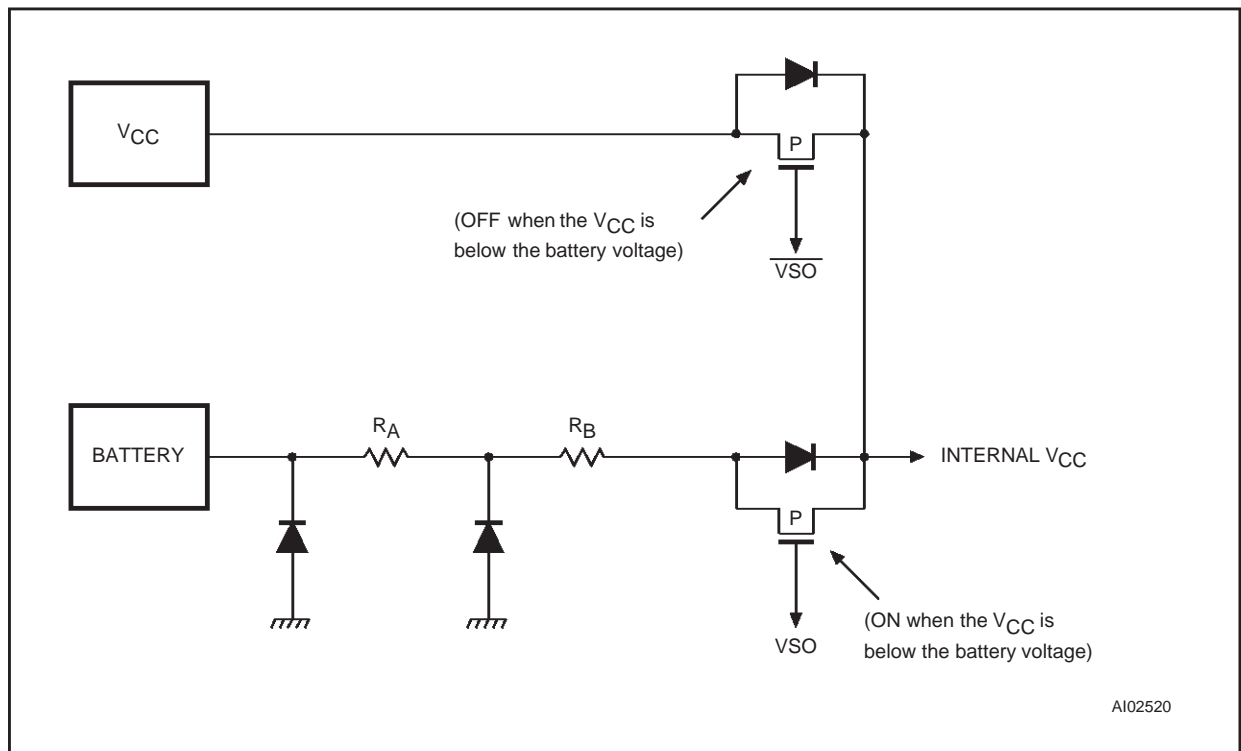 VCC
P
(OFF when the VCC is
below the battery voltage)
VSO
BATTERY
RA
RB
INTERNAL VCC
P
VSO
(ON when the VCC is
below the battery voltage)
AI02520